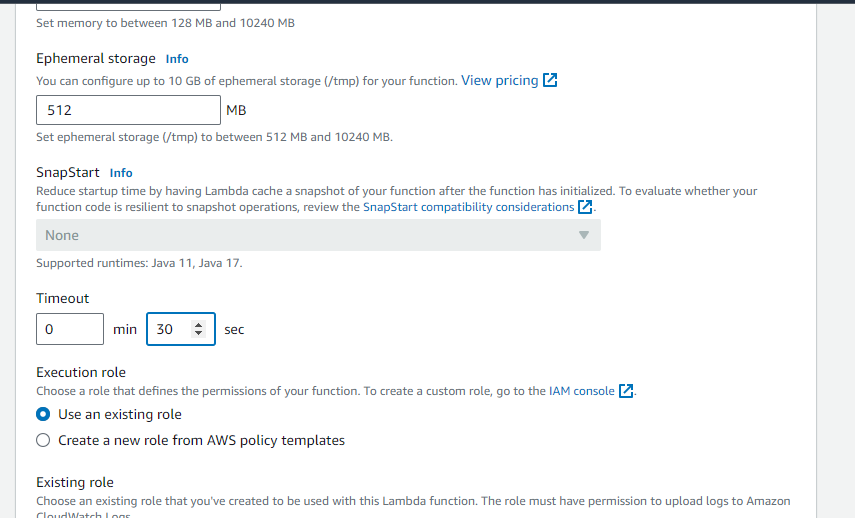 Set memory to between 128 MB and 10240 MB
Ephemeral storage Info
You can configure up to 10 GB of ephemeral storage (/tmp) for your function. View pricing
512 MB
Set ephemeral storage (/tmp) to between 512 MB and 10240 MB.
SnapStart Info
Reduce startup time by having Lambda cache a snapshot of your function after the function has initialized. To evaluate whether your
function code is resilient to snapshot operations, review the SnapStart compatibility considerations.
None
Supported runtimes: Java 11, Java 17.
Timeout
0 min 30 sec
Execution role
Choose a role that defines the permissions of your function. To create a custom role, go to the IAM console.
Use an existing role
Create a new role from AWS policy templates
Existing role
Choose an existing role that you've created to be used with this Lambda function. The role must have permission to upload logs to Amazon
CloudWatch Logs.